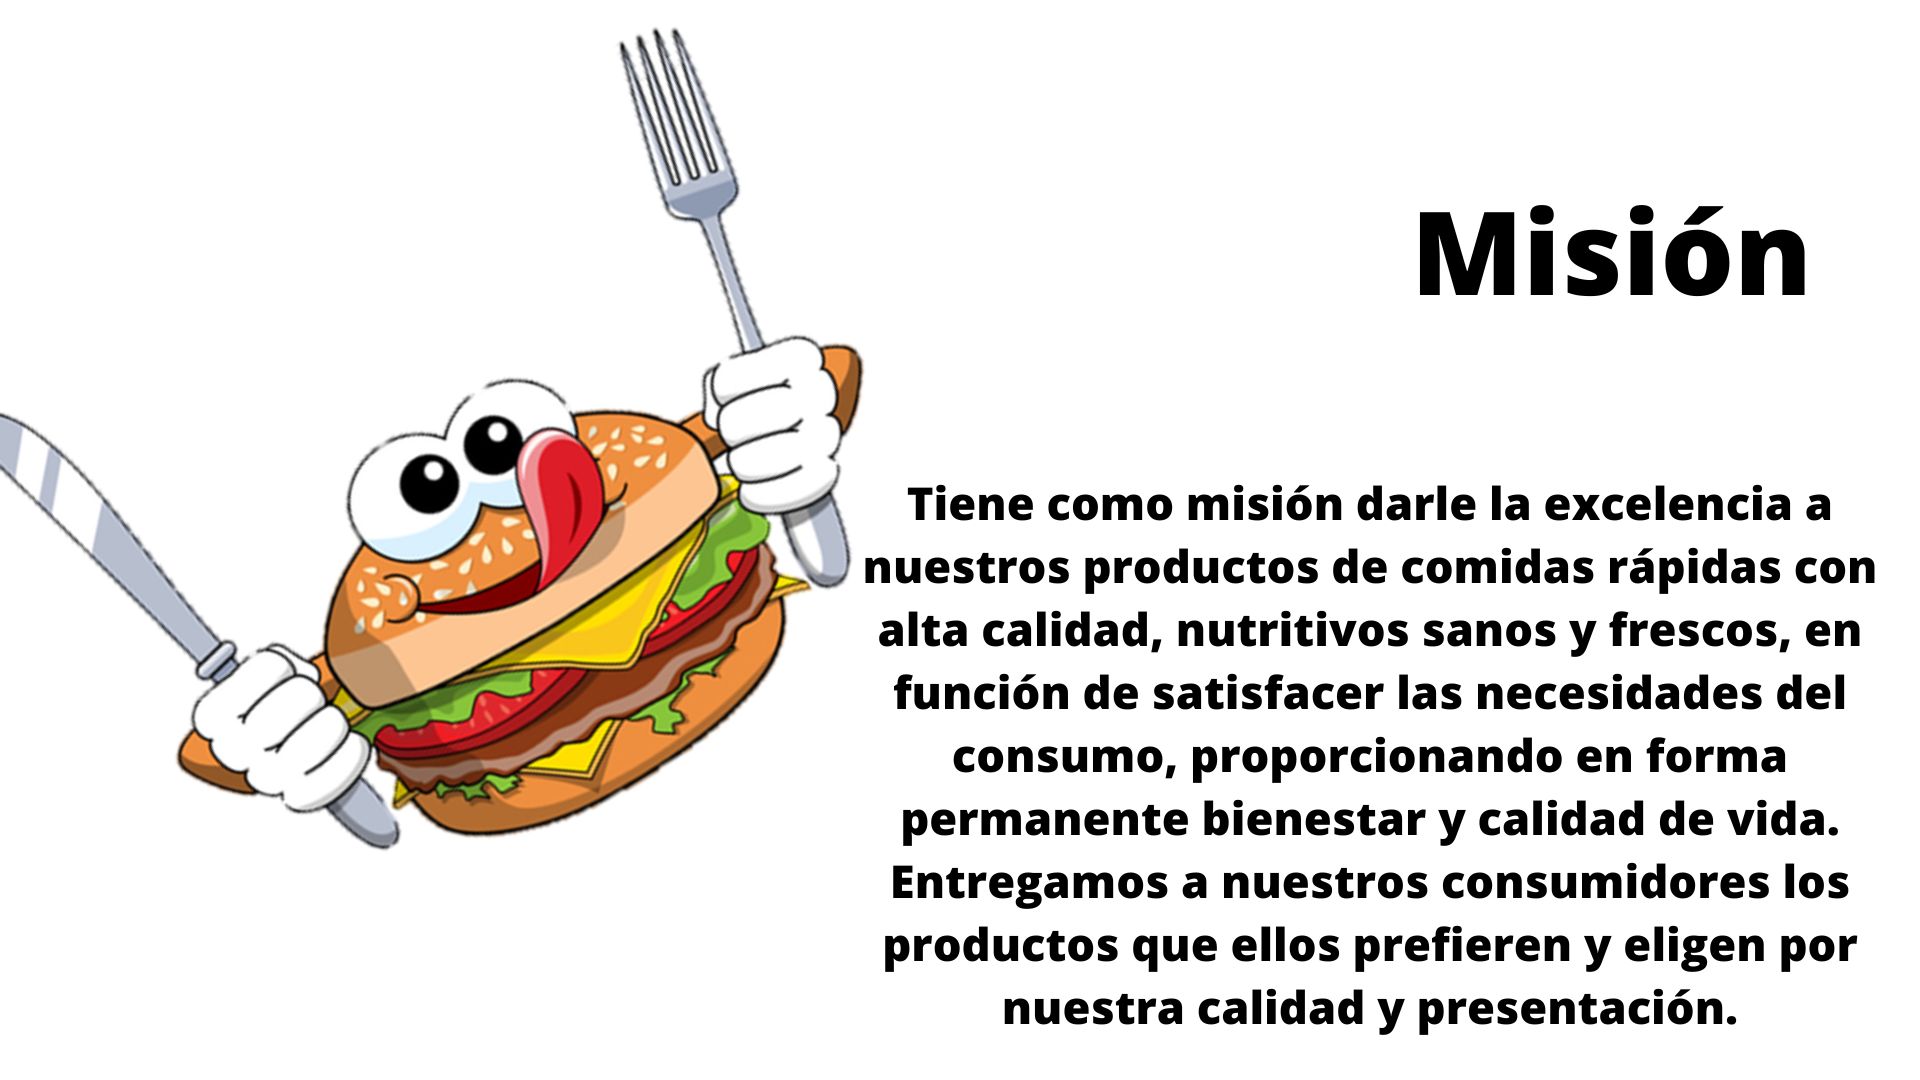 Misión
Tiene como misión darle la excelencia a
nuestros productos de comidas rápidas con
alta calidad, nutritivos sanos y frescos, en
función de satisfacer las necesidades del
consumo, proporcionando en forma
permanente bienestar y calidad de vida.
Entregamos a nuestros consumidores los
productos que ellos prefieren y eligen por
nuestra calidad y presentación.